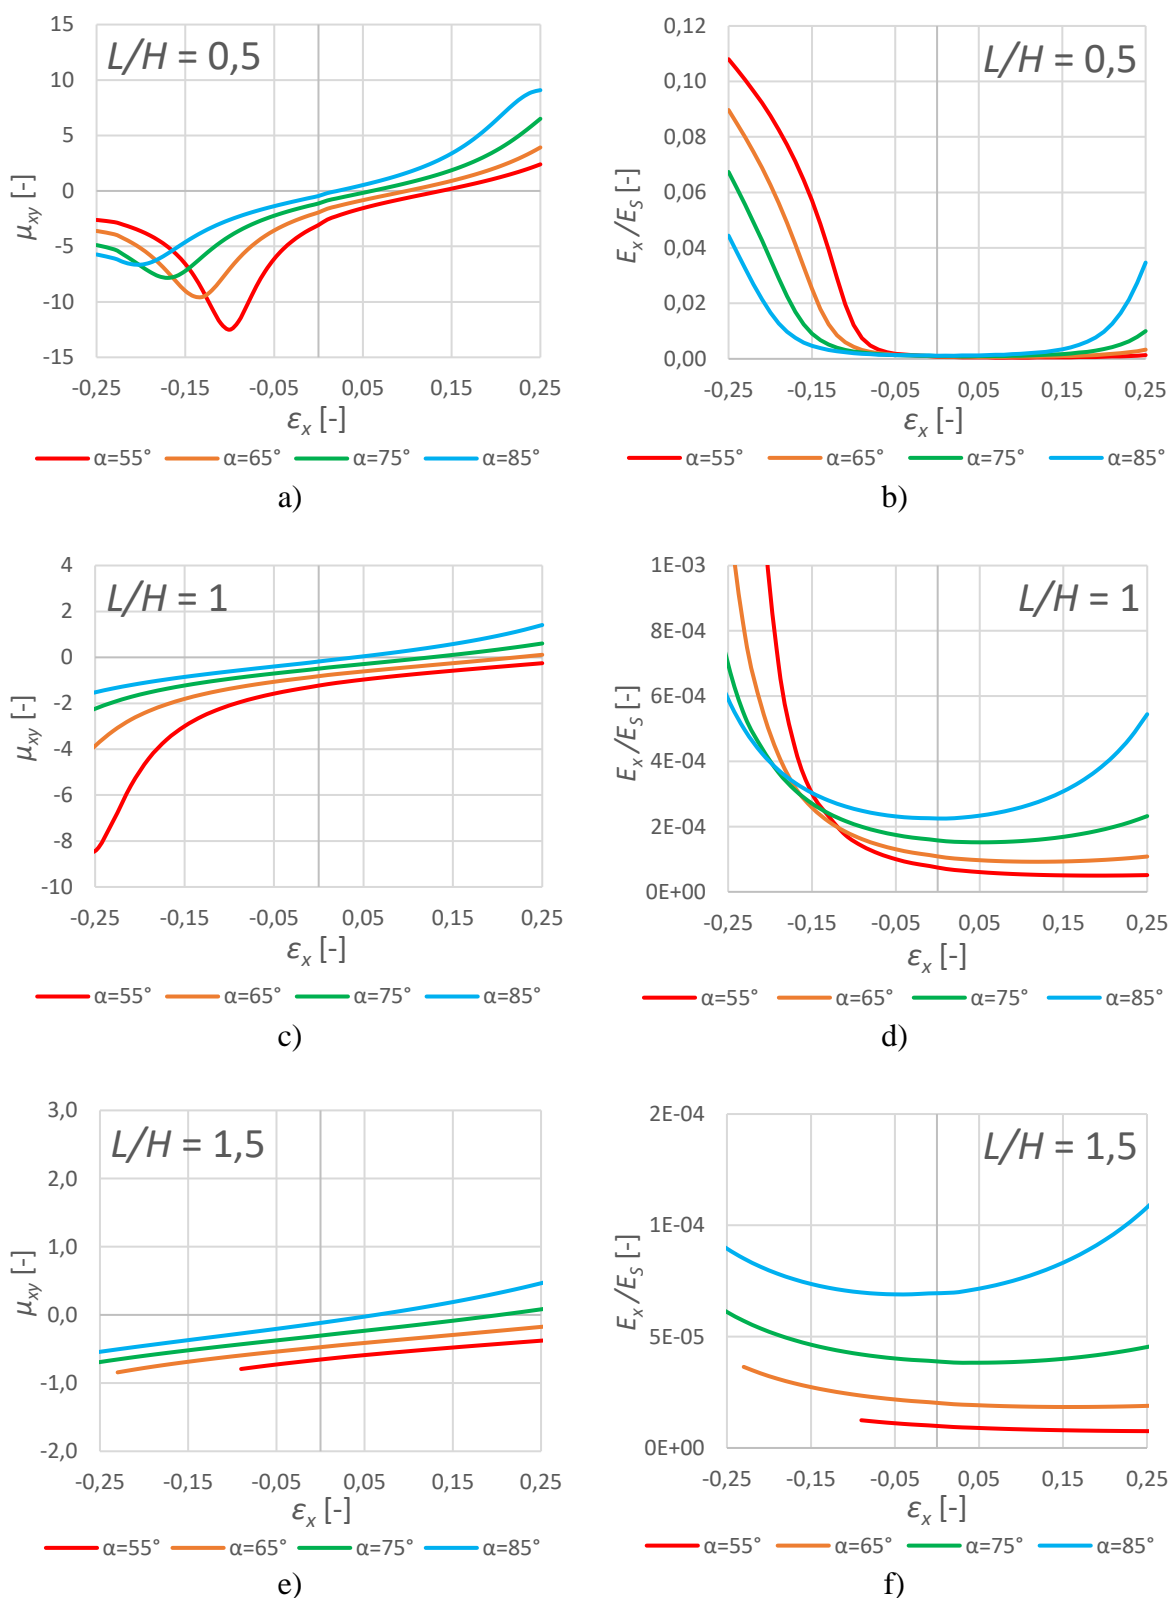 L/H = 0,5
15
10
5
0
-5
-10
-15
μxy [-]
-0,25 -0,15 -0,05 0,05 0,15 0,25
εx [-]
α=55° α=65° α=75° α=85°
a)
L/H = 0,5
0,12
0,10
0,08
0,06
0,04
0,02
0,00
Ex/ES [-]
-0,25 -0,15 -0,05 0,05 0,15 0,25
εx [-]
α=55° α=65° α=75° α=85°
b)
L/H = 1
4
2
0
-2
-4
-6
-8
-10
μxy [-]
-0,25 -0,15 -0,05 0,05 0,15 0,25
εx [-]
α=55° α=65° α=75° α=85°
c)
L/H = 1
1E-03
8E-04
6E-04
4E-04
2E-04
0E+00
Ex/ES [-]
-0,25 -0,15 -0,05 0,05 0,15 0,25
εx [-]
α=55° α=65° α=75° α=85°
d)
L/H = 1,5
3,0
2,0
1,0
0,0
-1,0
-2,0
μxy [-]
-0,25 -0,15 -0,05 0,05 0,15 0,25
εx [-]
α=55° α=65° α=75° α=85°
e)
L/H = 1,5
2E-04
1E-04
5E-05
0E+00
Ex/ES [-]
-0,25 -0,15 -0,05 0,05 0,15 0,25
εx [-]
α=55° α=65° α=75° α=85°
f)